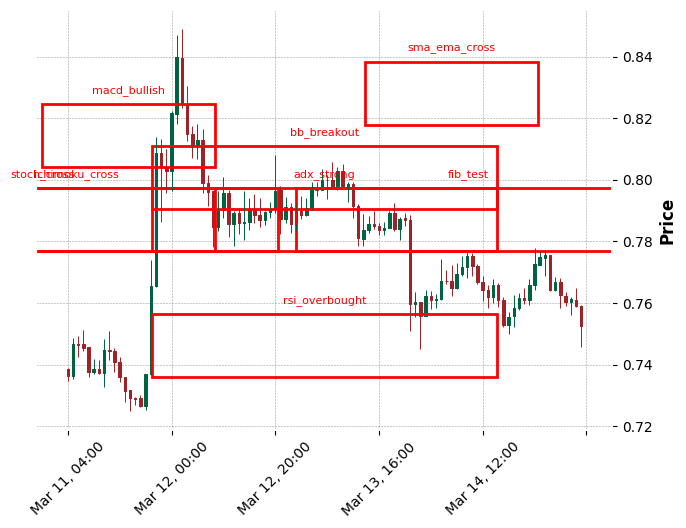 sma_ema_cross
0.84
macd_bullish
0.82
bb_breakout
0.80
adx_strong
fib_test
0.78
Price
0.76
rsi_overbought
0.74
0.72
Mar 11, 04:00
Mar 12, 00:00
Mar 12, 20:00
Mar 13, 16:00
Mar 14, 12:00